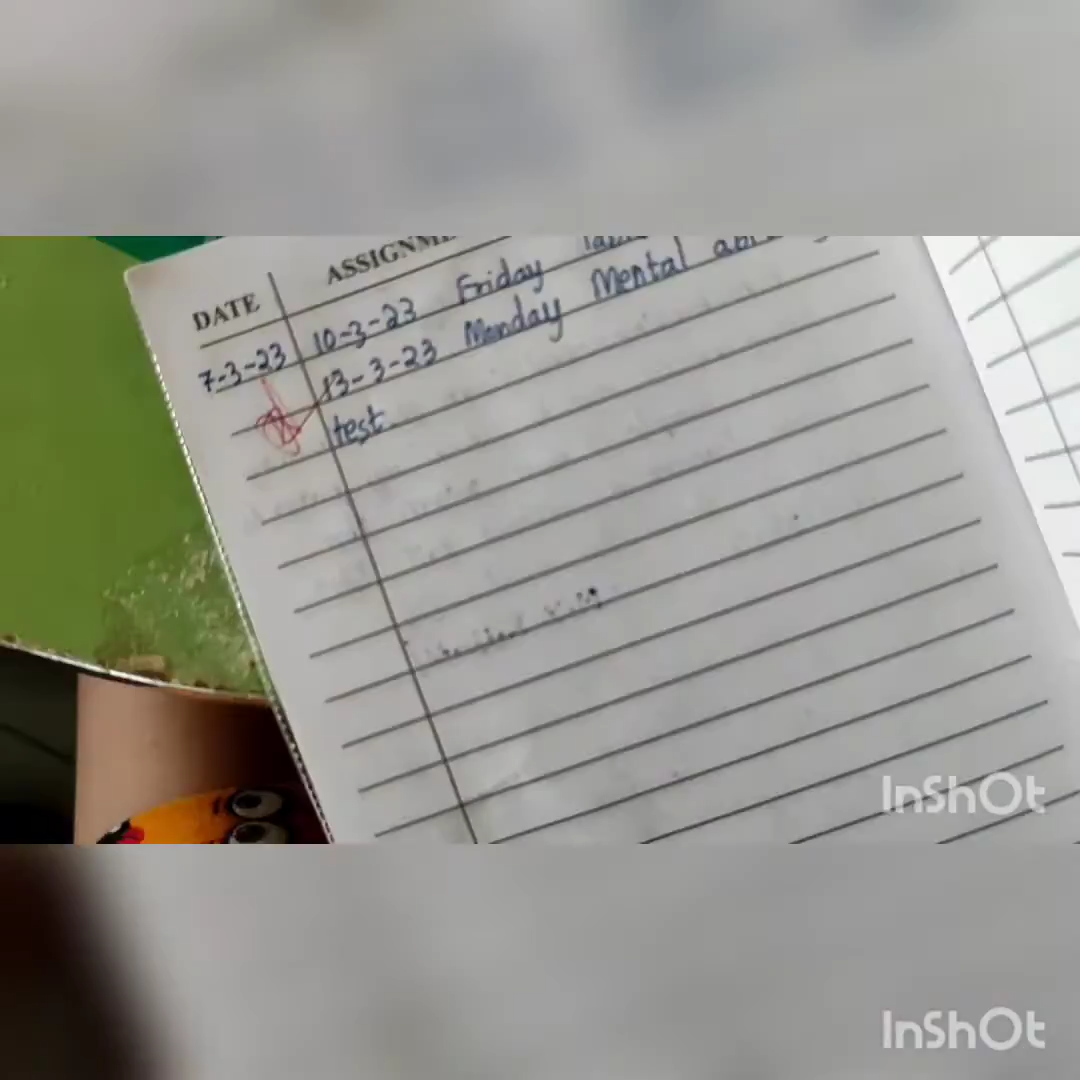 DATE
7-3-23
10-3-23 Friday
13-3-23 Monday Mental
test
InShOt
InShOt